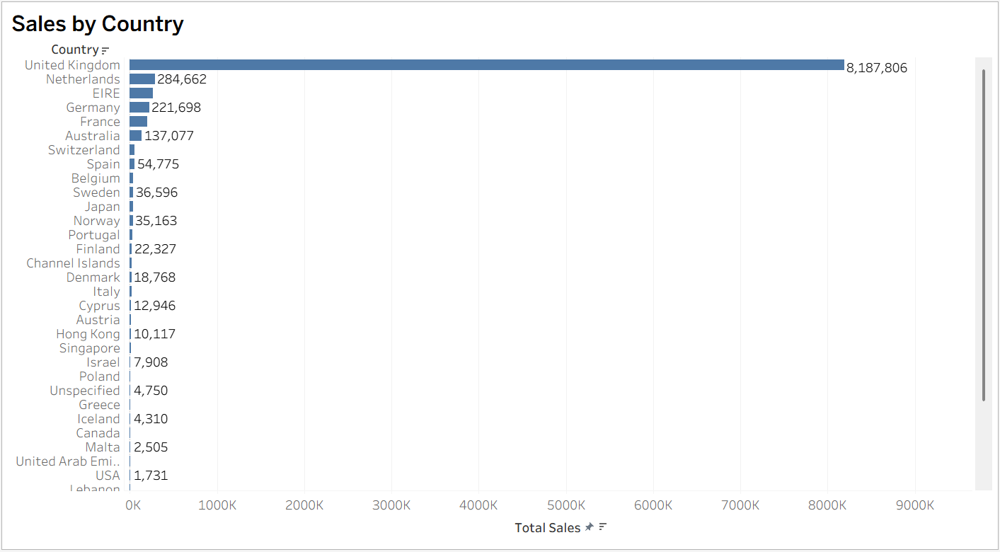 Sales by Country
Country
United Kingdom 8,187,806
Netherlands 284,662
EIRE
Germany 221,698
France
Australia 137,077
Switzerland
Spain 54,775
Belgium
Sweden 36,596
Japan
Norway 35,163
Portugal
Finland 22,327
Channel Islands
Denmark 18,768
Italy
Cyprus 12,946
Austria
Hong Kong 10,117
Singapore
Israel 7,908
Poland
Unspecified 4,750
Greece
Iceland 4,310
Canada
Malta 2,505
United Arab Emi..
USA 1,731
Lebanon
0K 1000K 2000K 3000K 4000K 5000K 6000K 7000K 8000K 9000K
Total Sales